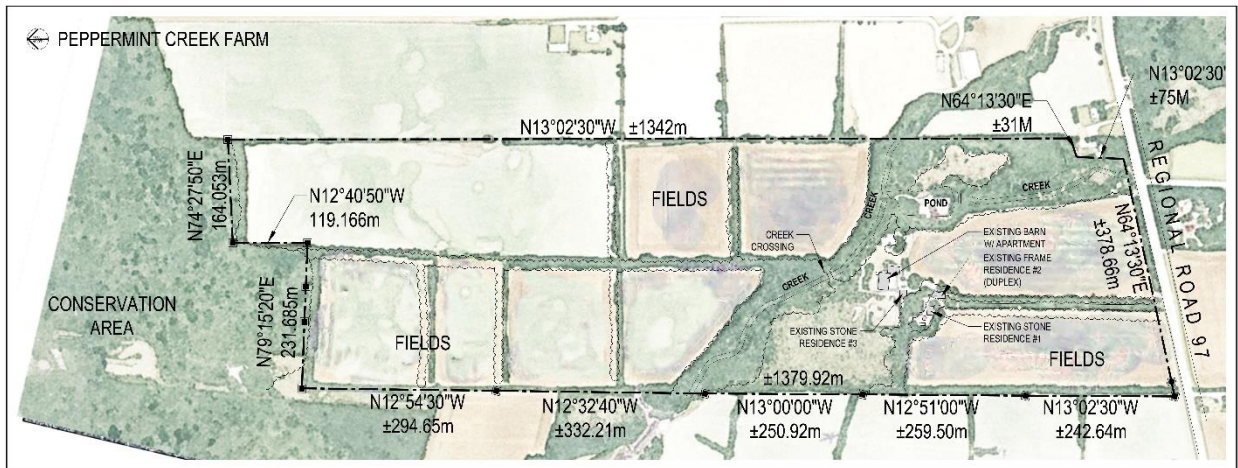 PEPPERMINT CREEK FARM
N13°02'30"
±75M
N64°13'30"E
±31M
N13°02'30"W ±1342m
REGIONAL ROAD 97
N74°27'50"E
164.053m
N12°40'50"W
119.166m
FIELDS
CREEK
POND
CREEK
N64°13'30"E
±378.66m
CREEK
CROSSING
EXISTING BARN
W/ APARTMENT
EXISTING FRAME
RESIDENCE #2
(DUPLEX)
CREEK
CONSERVATION
AREA
N79°15'20"E
231.685m
FIELDS
EXISTING STONE
RESIDENCE #3
EXISTING STONE
RESIDENCE #1
FIELDS
±1379.92m
N12°54'30"W
±294.65m
N12°32'40"W
±332.21m
N13°00'00"W
±250.92m
N12°51'00"W
±259.50m
N13°02'30"W
±242.64m